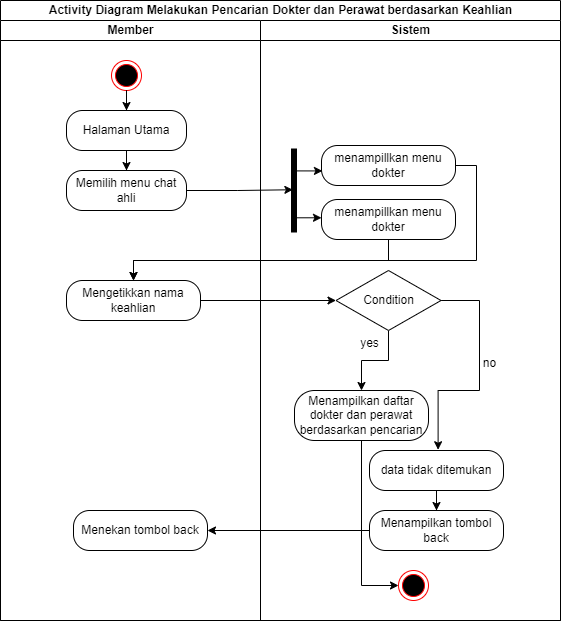 Activity Diagram Melakukan Pencarian Dokter dan Perawat berdasarkan Keahlian
Member
Sistem
Halaman Utama
Memilih menu chat
ahli
menampillkan menu
dokter
menampillkan menu
dokter
Mengetikkan nama
keahlian
Condition
yes
no
Menampilkan daftar
dokter dan perawat
berdasarkan pencarian
data tidak ditemukan
Menampilkan tombol
back
Menekan tombol back